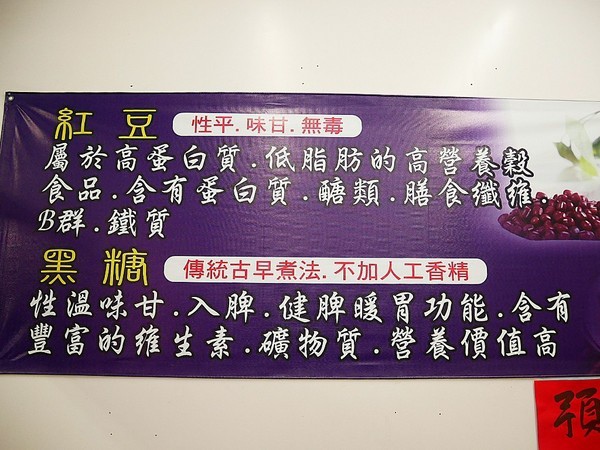 紅豆 性平.味甘.無毒
屬於高蛋白質.低脂肪的高營養榖
食品.含有蛋白質.醣類.膳食纖維.
B群.鐵質
黑糖 傳統古早煮法.不加人工香精
性溫味甘.入脾.健脾暖胃功能.含有
豐富的維生素.礦物質.營養價值高
預